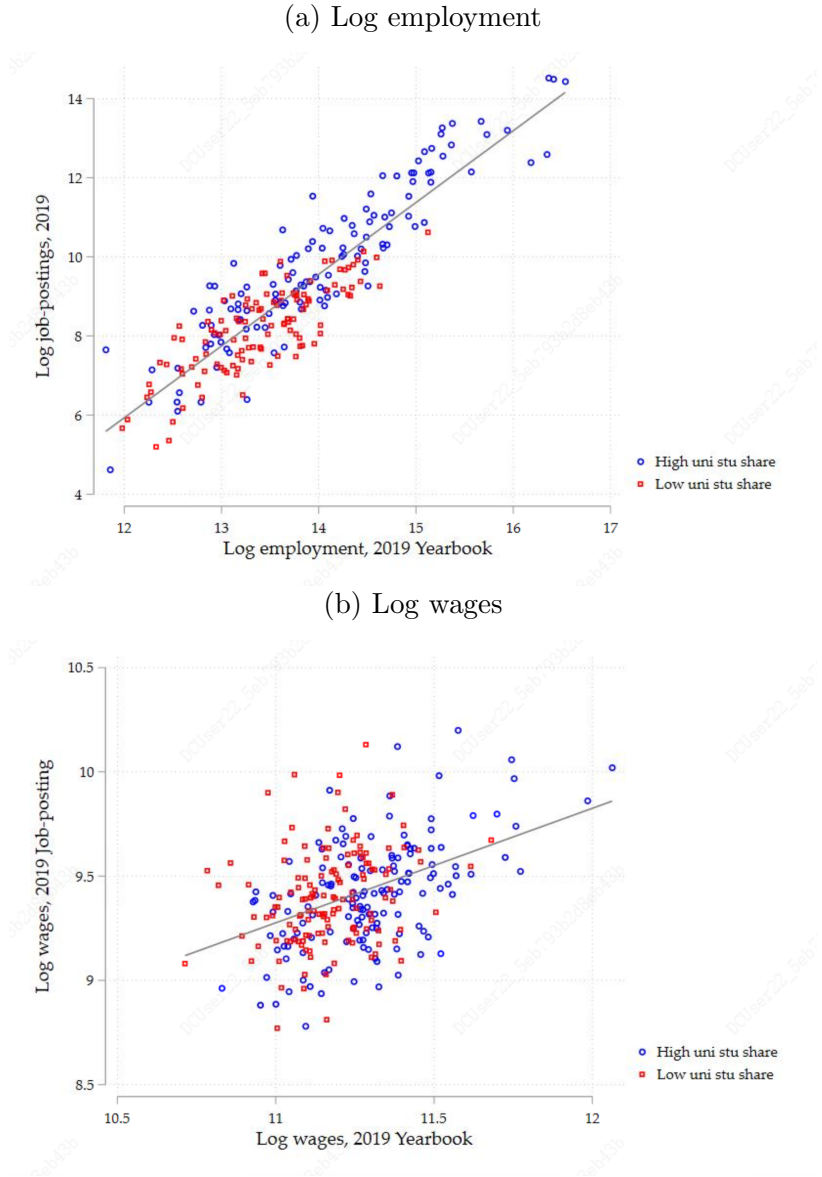 (a) Log employment
14
12
10
8
6
4
Log job-postings, 2019
12 13 14 15 16 17
Log employment, 2019 Yearbook
High uni stu share
Low uni stu share
(b) Log wages
10.5
10
9.5
9
8.5
Log wages, 2019 Job-posting
10.5 11 11.5 12
Log wages, 2019 Yearbook
High uni stu share
Low uni stu share